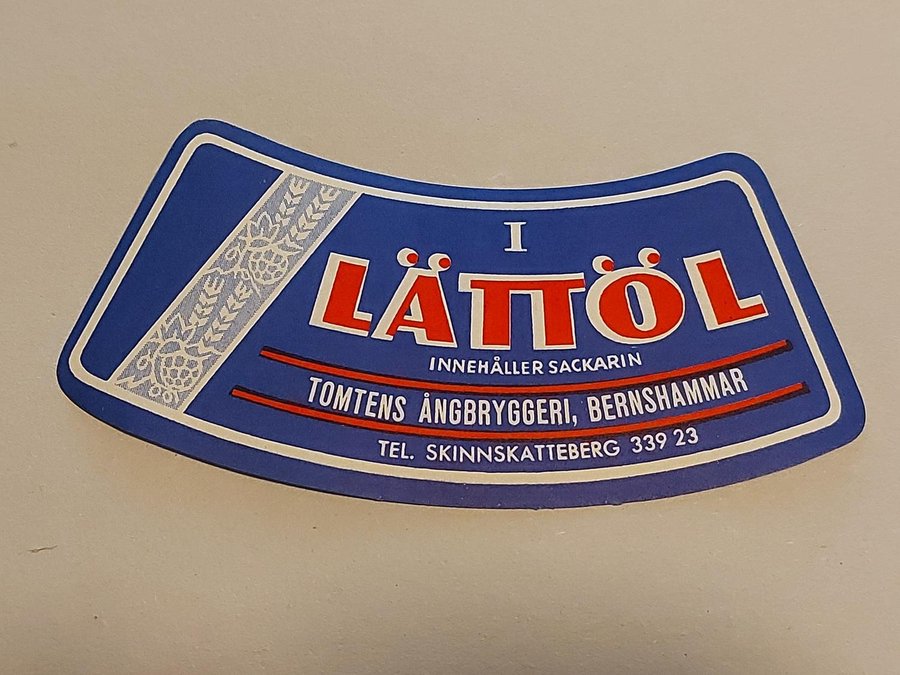 I
LÄTTÖL
INNEHÅLLER SACKARIN
TOMTENS ÅNGBRYGGERI, BERNSHAMMAR
TEL. SKINNSKATTEBERG 339 23